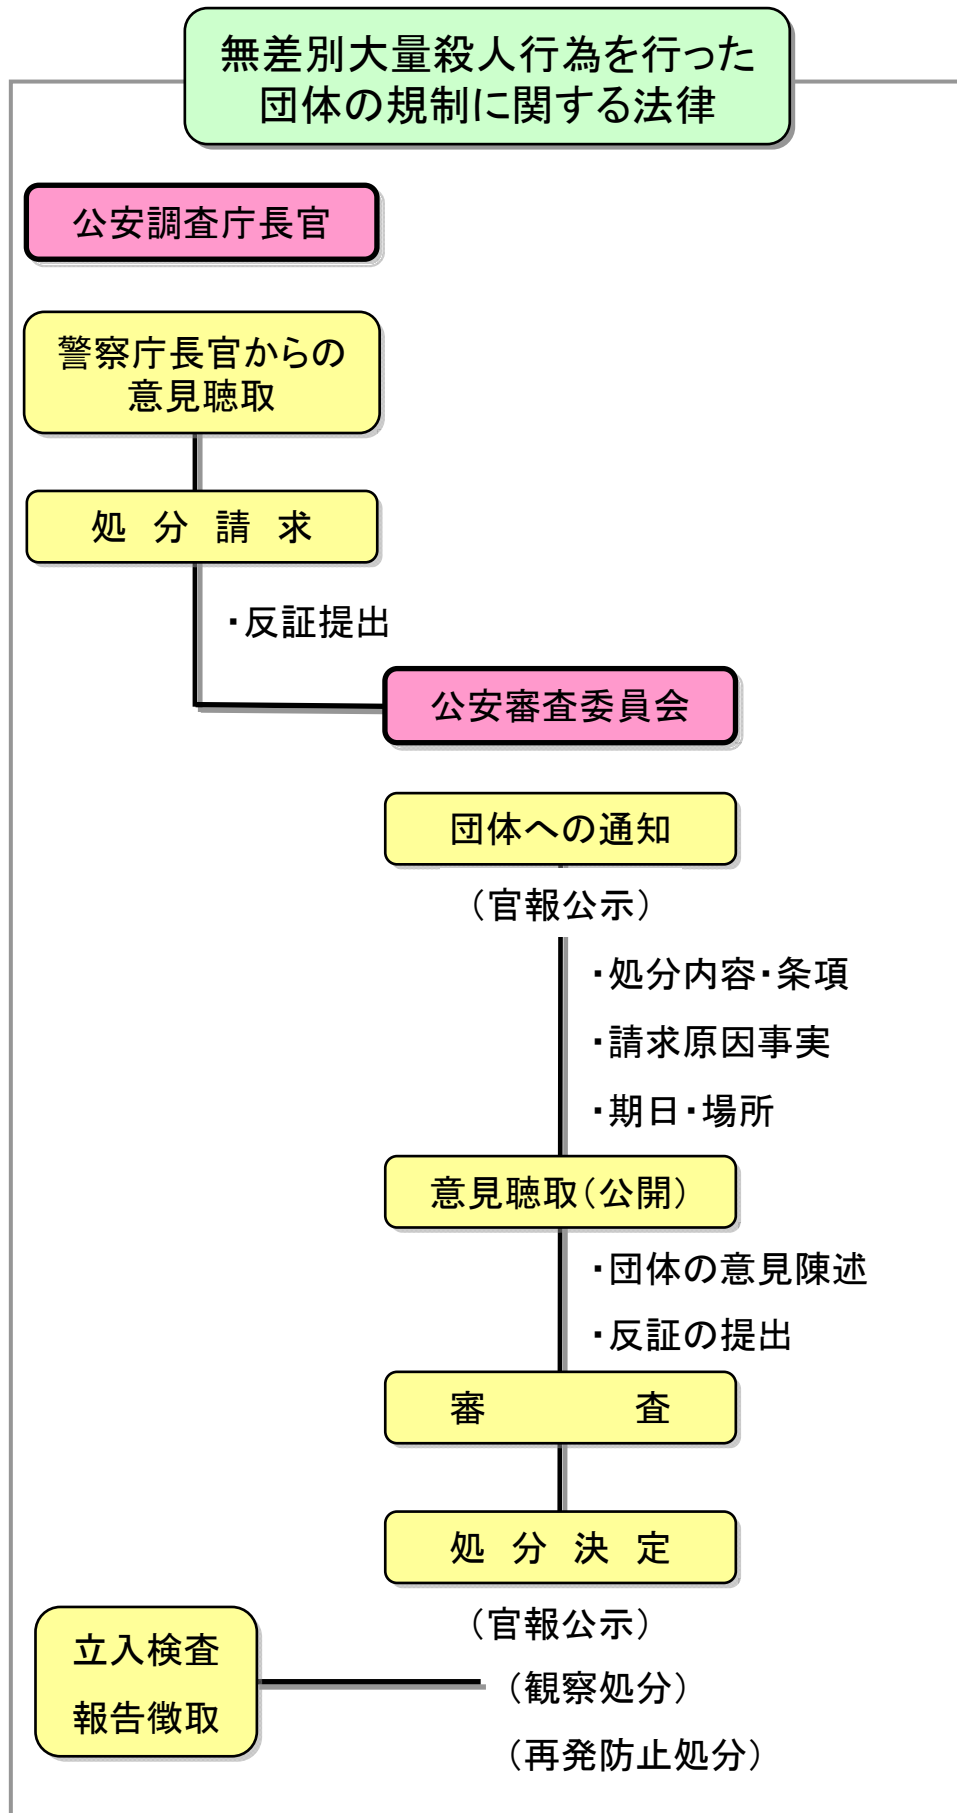 無差別大量殺人行為を行った
団体の規制に関する法律
公安調査庁長官
警察庁長官からの
意見聴取
処分請求
・反証提出
公安審査委員会
団体への通知
（官報公示）
・処分内容・条項
・請求原因事実
・期日・場所
意見聴取（公開）
・団体の意見陳述
・反証の提出
審査
処分決定
（官報公示）
立入検査
報告徴取
（観察処分）
（再発防止処分）